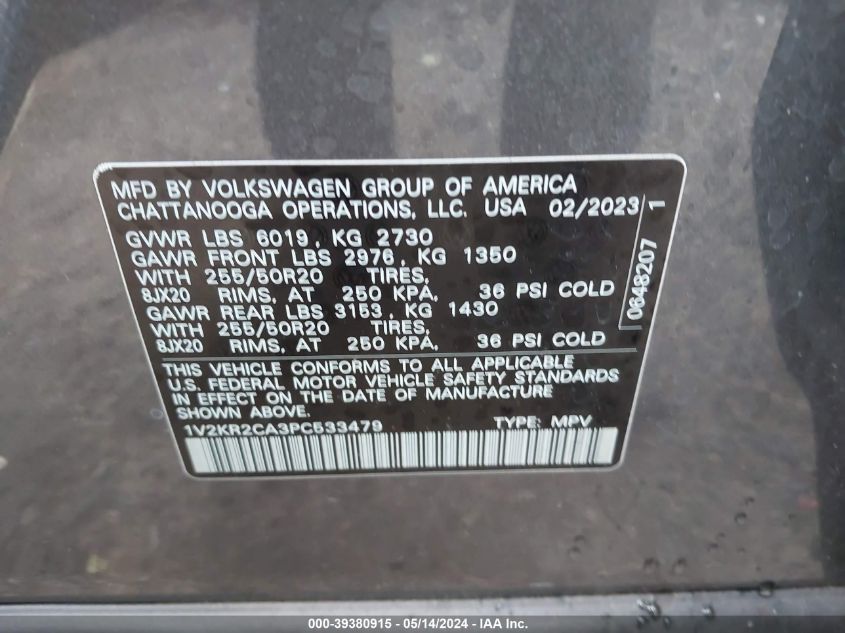 MFD BY VOLKSWAGEN GROUP OF AMERICA
CHATTANOOGA OPERATIONS, LLC. USA 02/2023
GVWR LBS 6019, KG 2730
GAWR FRONT LBS 2976, KG 1350
WITH 255/50R20 TIRES,
8JX20 RIMS, AT 250 KPA, 36 PSI COLD
GAWR REAR LBS 3153, KG 1430
WITH 255/50R20 TIRES,
8JX20 RIMS, AT 250 KPA, 36 PSI COLD
0648207 1
THIS VEHICLE CONFORMS TO ALL APPLICABLE
U.S. FEDERAL MOTOR VEHICLE SAFETY STANDARDS
IN EFFECT ON THE DATE OF MANUFACTURE
SHOWN ABOVE.
1V2KR2CA3PC533479 TYPE: MPV
000-39380915 - 05/14/2024 - IAA Inc.